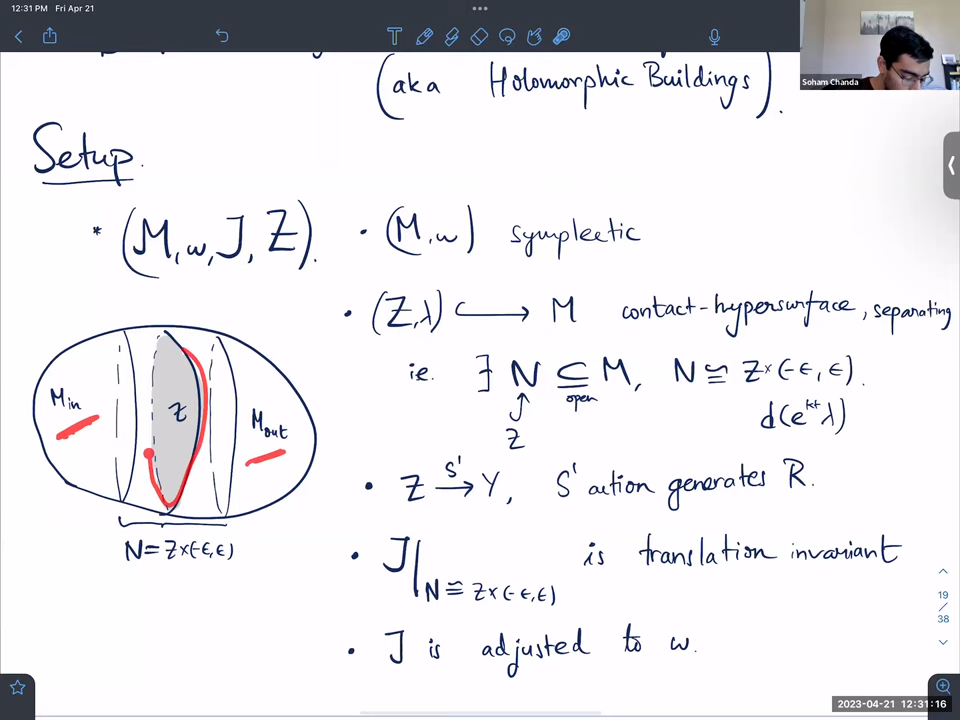 12:31 PM Fri Apr 21
Soham Chanda
(aka Holomorphic Buildings).
Setup.
* (M, ω, J, Z).
• (M, ω) symplectic
• (Z, λ) ↪ M contact-hypersurface, separating
i.e. ∃ N ⊆ M, N ≅ Z × (-ε, ε).
open
Z
d(e^{kt} λ)
• Z →^{S¹} Y, S¹ action generates R.
• J|_{N ≅ Z × (-ε, ε)} is translation invariant
• J is adjusted to ω.
M_in
Z
M_out
N = Z × (-ε, ε)
19
/
38
2023-04-21 12:31:16